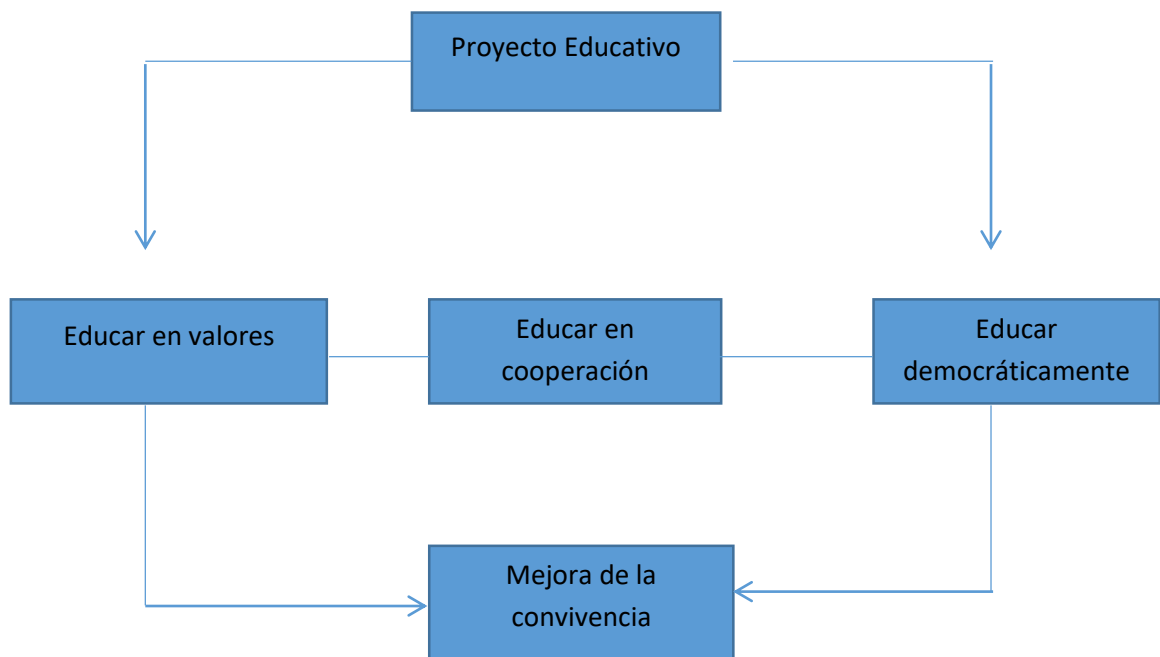 Proyecto Educativo
Educar en valores
Educar en
cooperación
Educar
democráticamente
Mejora de la
convivencia